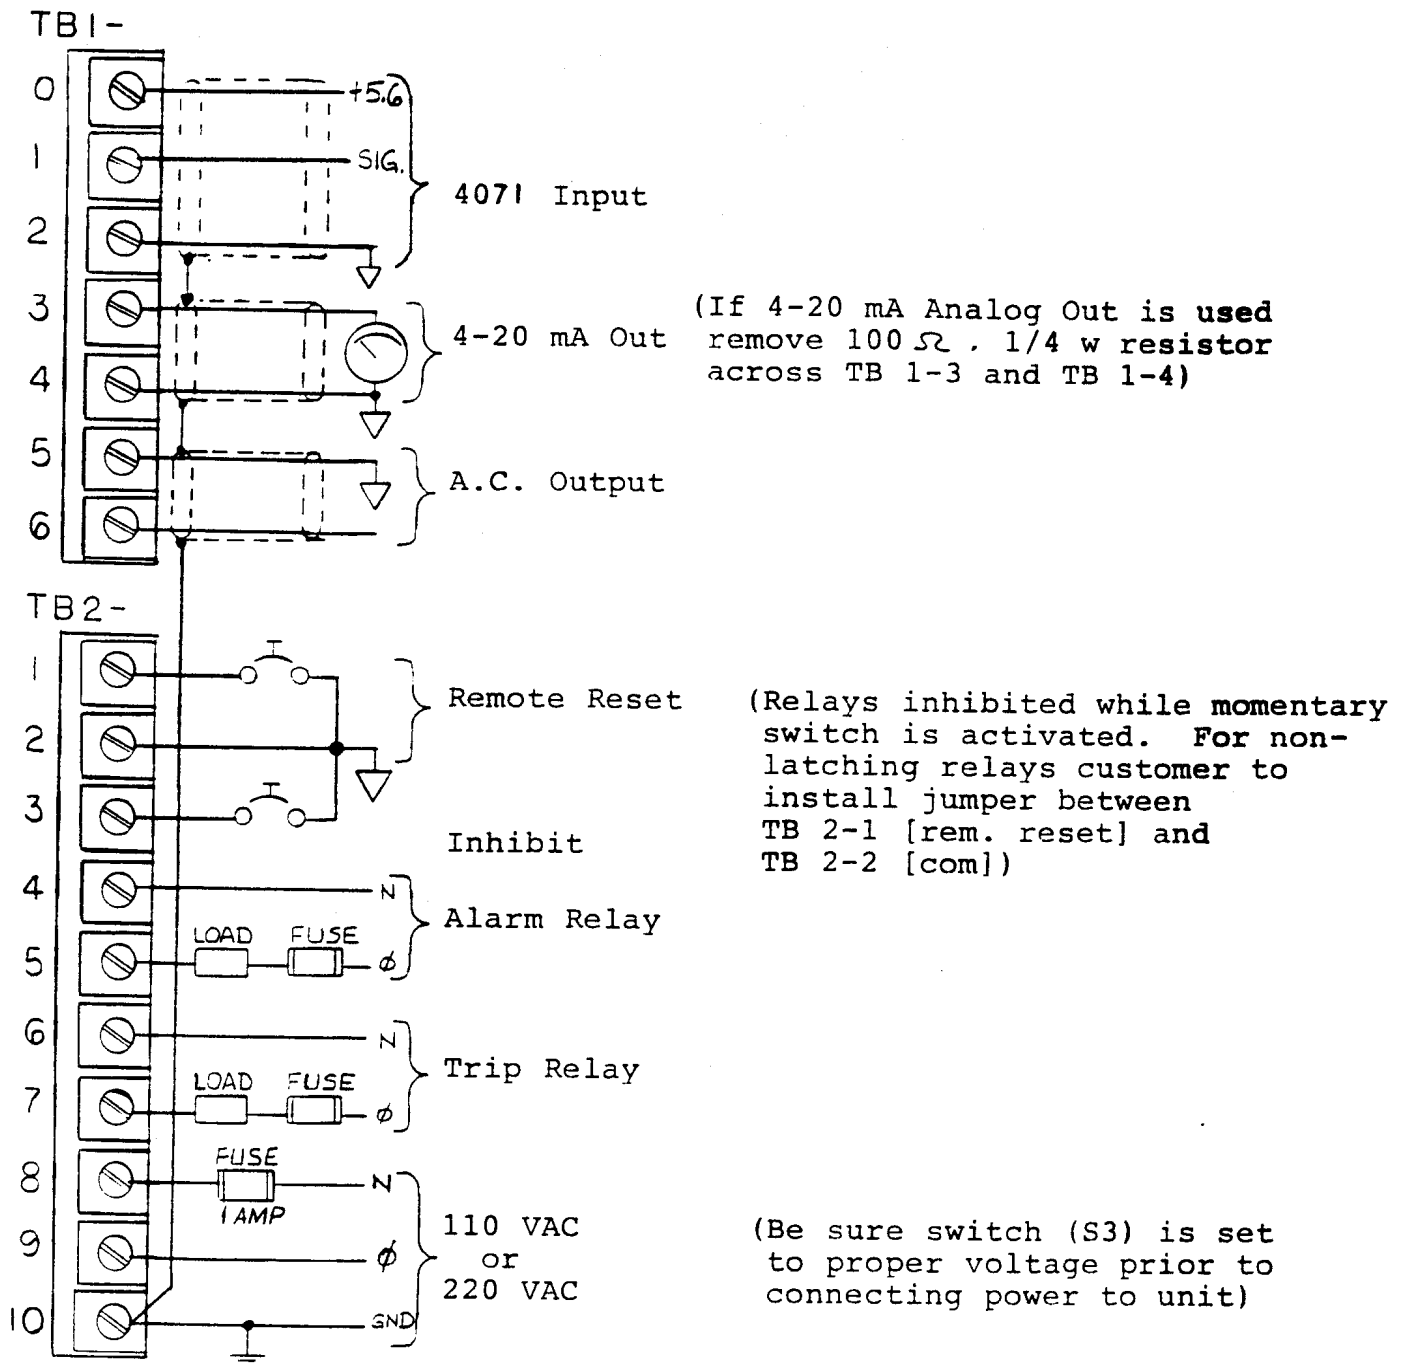 TB1-
0
+5.6
1
SIG.
4071 Input
2
3
4-20 mA Out
(If 4-20 mA Analog Out is used
remove 100 Ω . 1/4 w resistor
across TB 1-3 and TB 1-4)
4
5
A.C. Output
6
TB2-
1
Remote Reset
(Relays inhibited while momentary
switch is activated. For non-
latching relays customer to
install jumper between
TB 2-1 [rem. reset] and
TB 2-2 [com])
2
3
Inhibit
4
N
Alarm Relay
LOAD FUSE
5
ϕ
6
N
Trip Relay
LOAD FUSE
7
ϕ
FUSE
8
N
1 AMP
110 VAC
or
220 VAC
(Be sure switch (S3) is set
to proper voltage prior to
connecting power to unit)
9
ϕ
10
GND